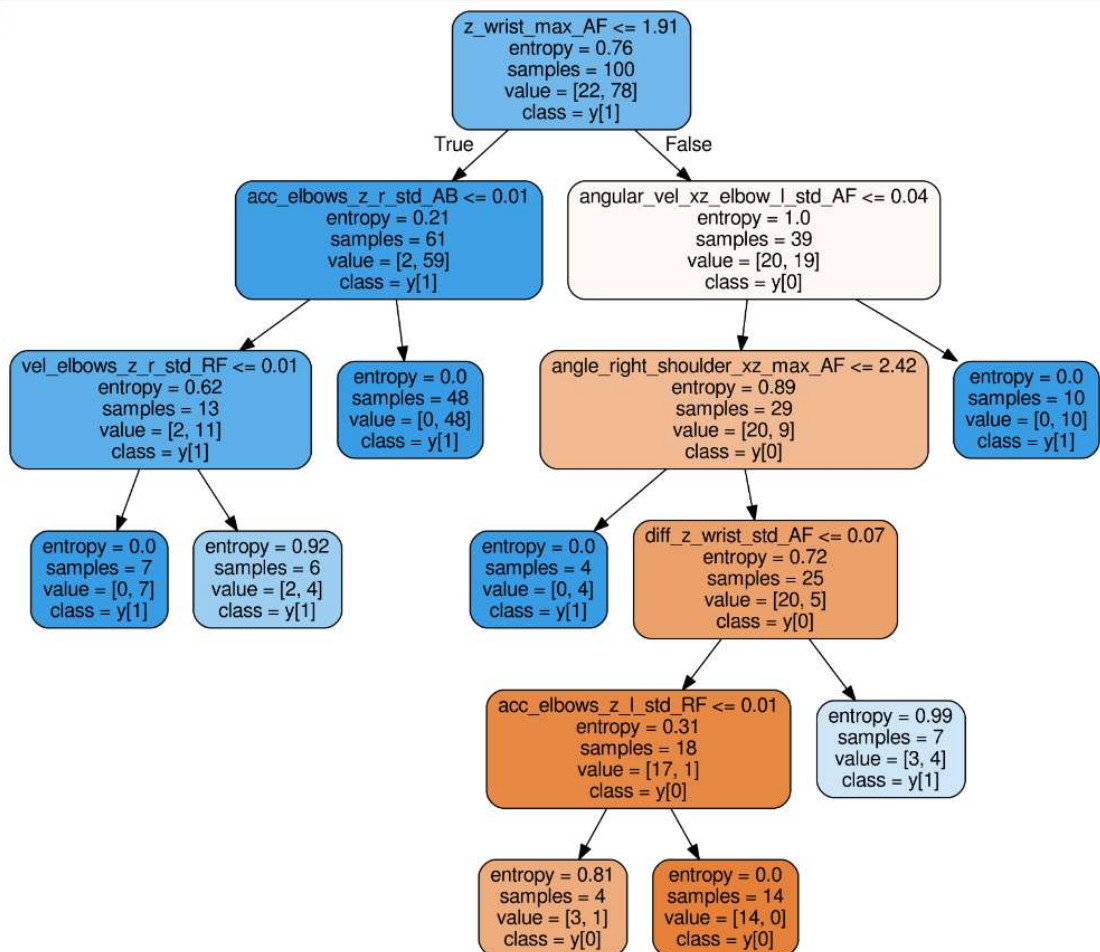 z_wrist_max_AF <= 1.91
entropy = 0.76
samples = 100
value = [22, 78]
class = y[1]
True
False
acc_elbows_z_r_std_AB <= 0.01
entropy = 0.21
samples = 61
value = [2, 59]
class = y[1]
angular_vel_xz_elbow_l_std_AF <= 0.04
entropy = 1.0
samples = 39
value = [20, 19]
class = y[0]
vel_elbows_z_r_std_RF <= 0.01
entropy = 0.62
samples = 13
value = [2, 11]
class = y[1]
entropy = 0.0
samples = 48
value = [0, 48]
class = y[1]
angle_right_shoulder_xz_max_AF <= 2.42
entropy = 0.89
samples = 29
value = [20, 9]
class = y[0]
entropy = 0.0
samples = 10
value = [0, 10]
class = y[1]
entropy = 0.0
samples = 7
value = [0, 7]
class = y[1]
entropy = 0.92
samples = 6
value = [2, 4]
class = y[1]
entropy = 0.0
samples = 4
value = [0, 4]
class = y[1]
diff_z_wrist_std_AF <= 0.07
entropy = 0.72
samples = 25
value = [20, 5]
class = y[0]
acc_elbows_z_l_std_RF <= 0.01
entropy = 0.31
samples = 18
value = [17, 1]
class = y[0]
entropy = 0.99
samples = 7
value = [3, 4]
class = y[1]
entropy = 0.81
samples = 4
value = [3, 1]
class = y[0]
entropy = 0.0
samples = 14
value = [14, 0]
class = y[0]